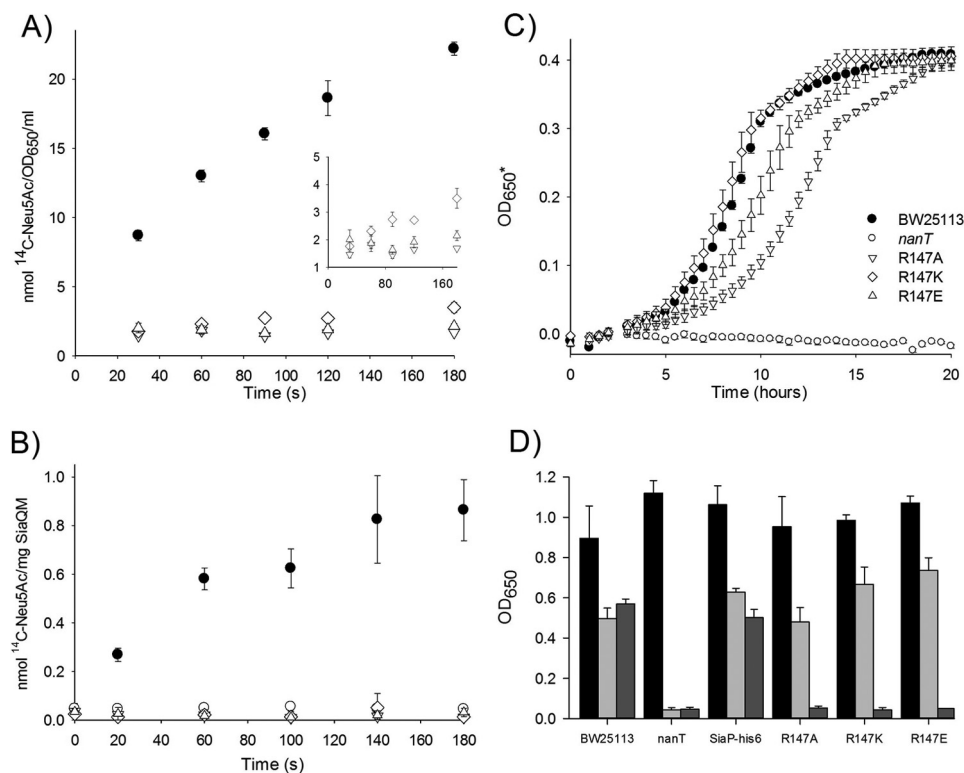 A)
nmol ¹⁴C-Neu5Ac/OD₆₅₀/ml
20
15
10
5
0
0 20 40 60 80 100 120 140 160 180
Time (s)
5
4
3
2
1
0 60 120 180
C)
OD₆₅₀*
0.4
0.3
0.2
0.1
0.0
0 5 10 15 20
Time (hours)
BW25113
nanT
R147A
R147K
R147E
B)
nmol ¹⁴C-Neu5Ac/mg SiaQM
1.0
0.8
0.6
0.4
0.2
0.0
0 20 40 60 80 100 120 140 160 180
Time (s)
D)
OD₆₅₀
1.2
1.0
0.8
0.6
0.4
0.2
0.0
BW25113 nanT SiaP-his6 R147A R147K R147E